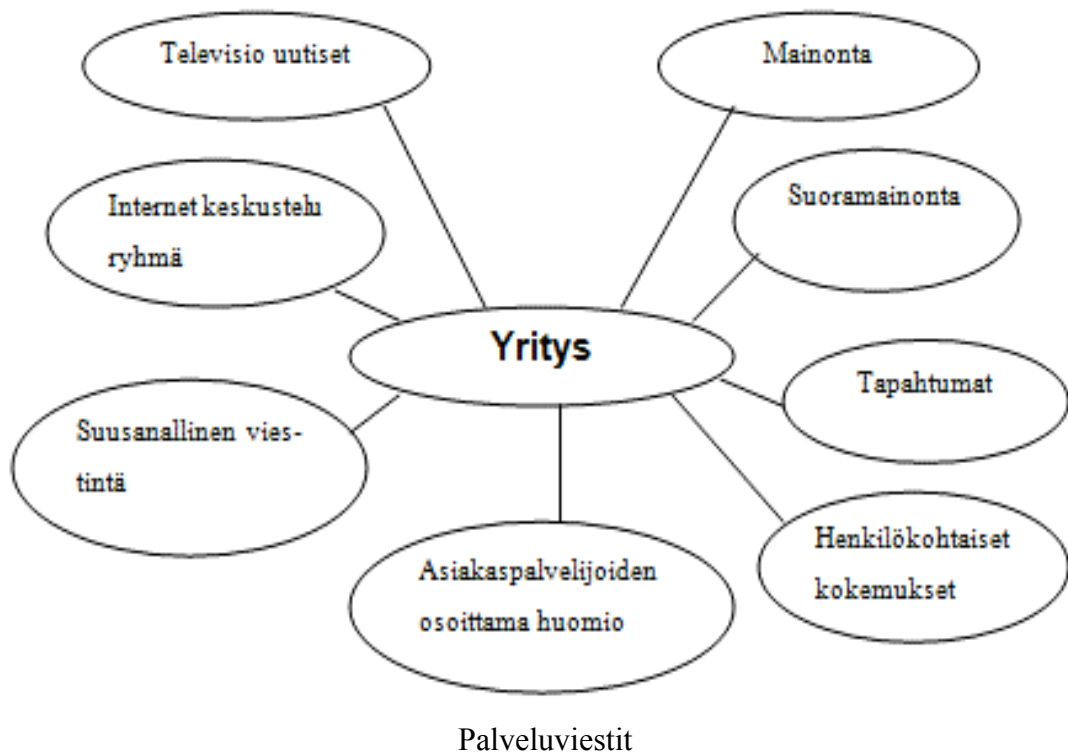 Televisio uutiset
Mainonta
Internet keskustelu
ryhmä
Suoramainonta
Yritys
Tapahtumat
Suusanallinen vies-
tintä
Henkilökohtaiset
kokemukset
Asiakaspalvelijoiden
osoittama huomio
Palveluviestit